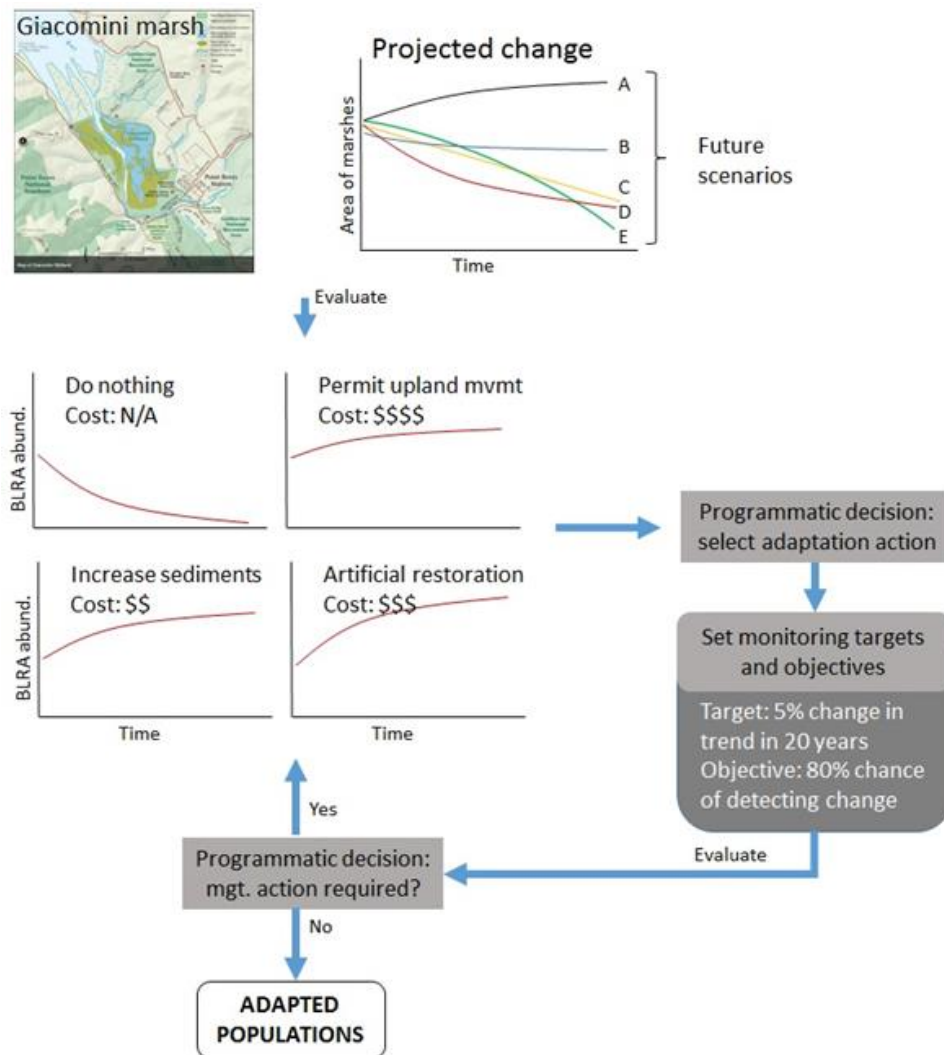 Giacomini marsh
Projected change
Area of marshes
A
B
C
D
E
Time
Future
scenarios
Evaluate
Do nothing
Cost: N/A
BLRA abund.
Permit upland mvmt
Cost: $$$$
Increase sediments
Cost: $$
BLRA abund.
Time
Artificial restoration
Cost: $$$
Time
Programmatic decision:
select adaptation action
Set monitoring targets
and objectives
Target: 5% change in
trend in 20 years
Objective: 80% chance
of detecting change
Evaluate
Programmatic decision:
mgt. action required?
Yes
No
ADAPTED
POPULATIONS